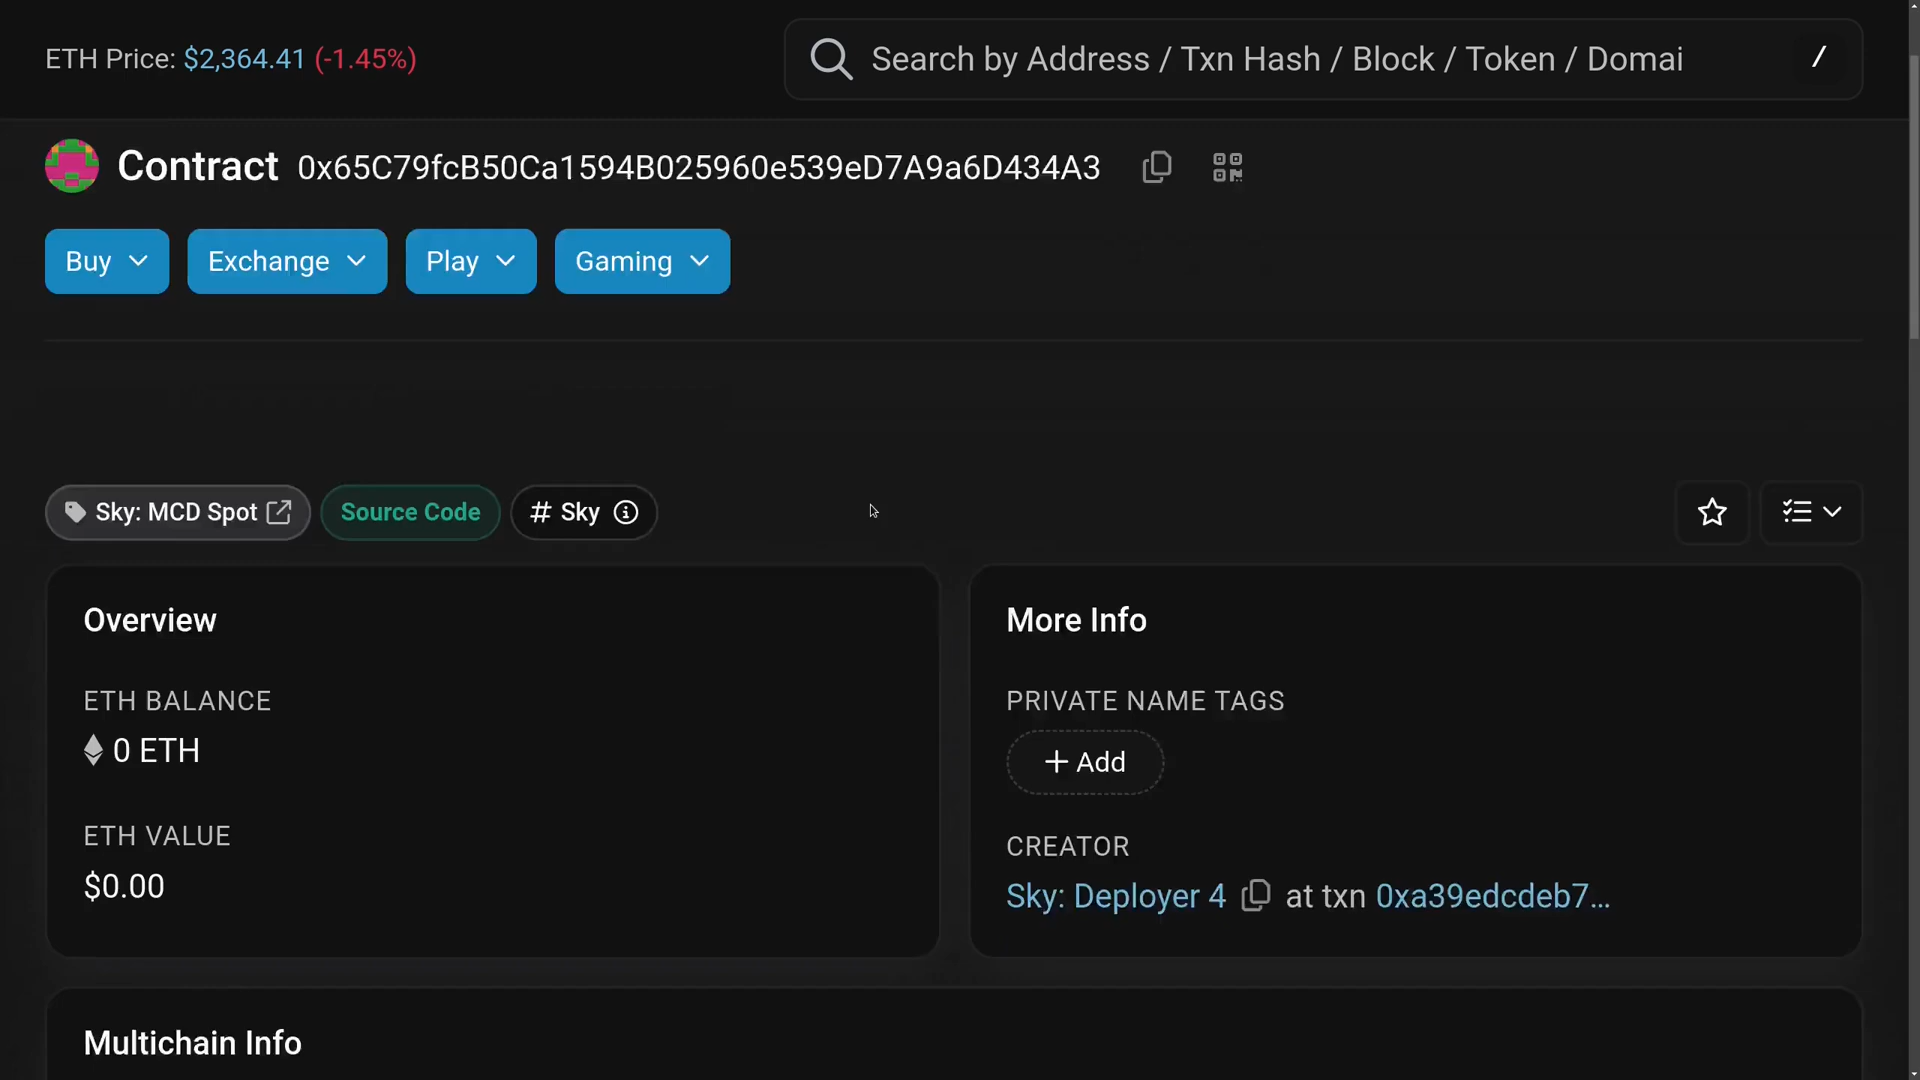 ETH Price: $2,364.41 (-1.45%)
Search by Address / Txn Hash / Block / Token / Domai
/
Contract 0x65C79fcB50Ca1594B025960e539eD7A9a6D434A3
Buy Exchange Play Gaming
Sky: MCD Spot Source Code # Sky
Overview
ETH BALANCE
0 ETH
ETH VALUE
$0.00
More Info
PRIVATE NAME TAGS
+ Add
CREATOR
Sky: Deployer 4 at txn 0xa39edcdeb7...
Multichain Info